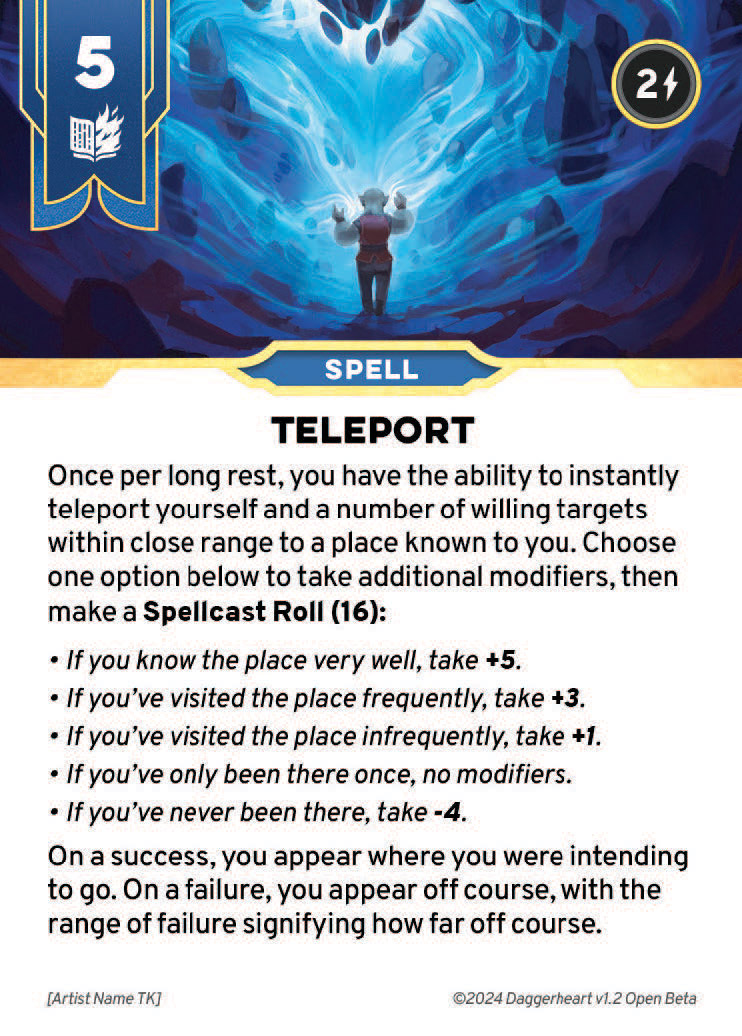 5
2
SPELL
TELEPORT
Once per long rest, you have the ability to instantly
teleport yourself and a number of willing targets
within close range to a place known to you. Choose
one option below to take additional modifiers, then
make a Spellcast Roll (16):
• If you know the place very well, take +5.
• If you’ve visited the place frequently, take +3.
• If you’ve visited the place infrequently, take +1.
• If you’ve only been there once, no modifiers.
• If you’ve never been there, take -4.
On a success, you appear where you were intending
to go. On a failure, you appear off course, with the
range of failure signifying how far off course.
[Artist Name TK]
©2024 Daggerheart v1.2 Open Beta